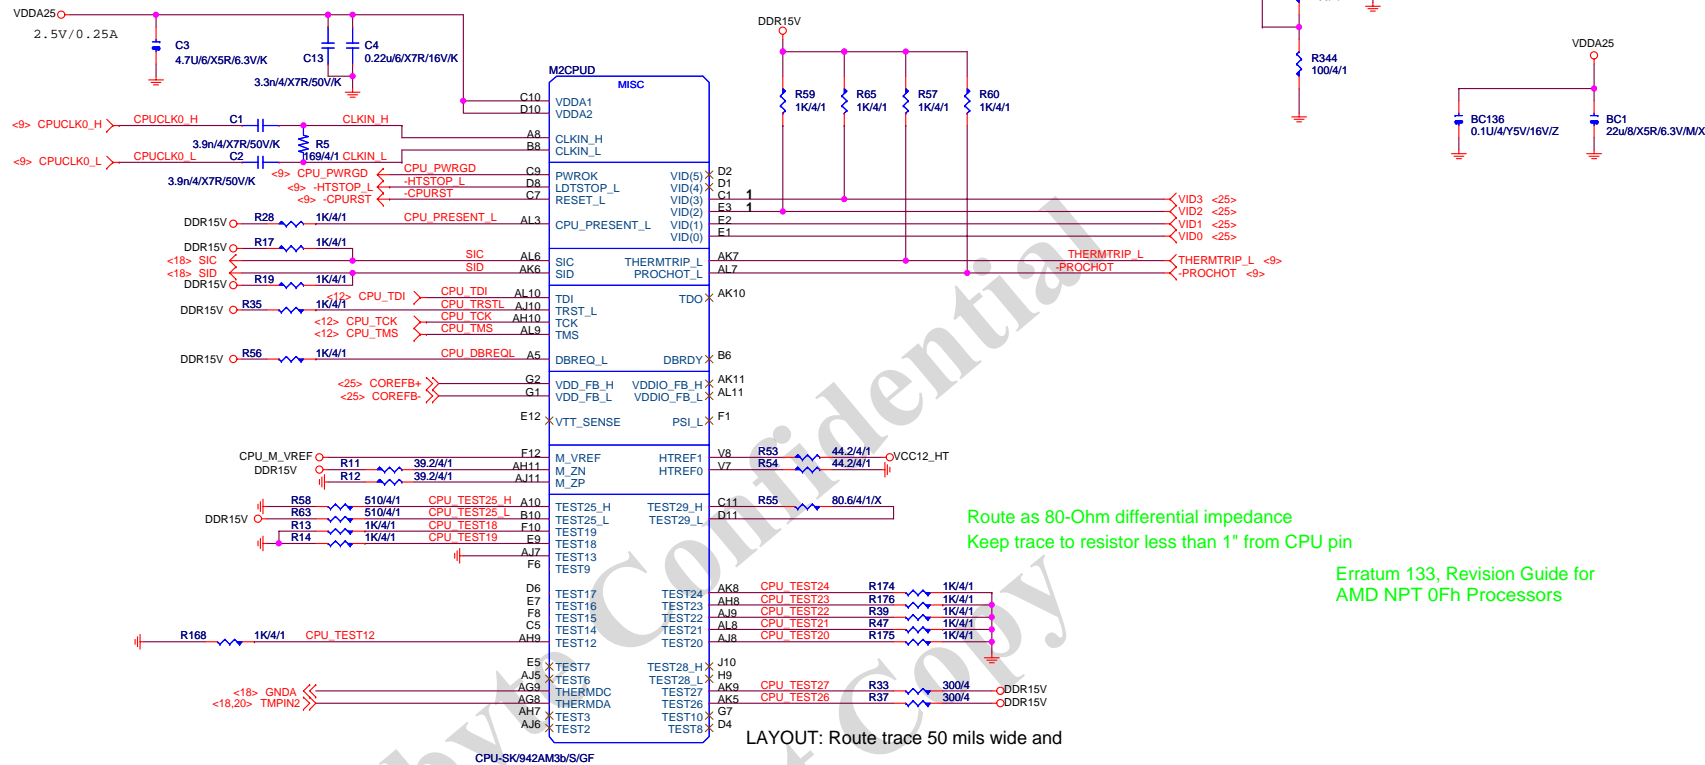 VDDA25
2.5V/0.25A
C3
4.7U/6/X5R/6.3V/K
C13
3.3n/4/X7R/50V/K
C4
0.22u/6/X7R/16V/K
DDR15V
R59
1K/4/1
R65
1K/4/1
R57
1K/4/1
R60
1K/4/1
R344
100/4/1
VDDA25
BC136
0.1U/4/Y5V/16V/Z
BC1
22u/8/X5R/6.3V/M/X
M2CPUD
MISC
C10 VDDA1
D10 VDDA2
<9> CPUCLK0_H CPUCLK0_H C1 CLKIN_H A8 CLKIN_H
3.9n/4/X7R/50V/K R5
169/4/1
<9> CPUCLK0_L CPUCLK0_L C2 CLKIN_L B8 CLKIN_L
3.9n/4/X7R/50V/K
<9> CPU_PWRGD CPU_PWRGD C9 PWROK VID(5) D2
<9> -HTSTOP_L -HTSTOP_L D8 LDTSTOP_L VID(4) D1
<9> -CPURST -CPURST C7 RESET_L VID(3) C1 1 VID3 <25>
VID(2) E3 1 VID2 <25>
DDR15V R28 1K/4/1 CPU_PRESENT_L AL3 CPU_PRESENT_L VID(1) E2 VID1 <25>
VID(0) E1 VID0 <25>
DDR15V R17 1K/4/1
<18> SIC SIC AL6 SIC THERMTRIP_L AK7 THERMTRIP_L THERMTRIP_L <9>
<18> SID SID AK6 SID PROCHOT_L AL7 -PROCHOT -PROCHOT <9>
DDR15V R19 1K/4/1
<12> CPU_TDI CPU_TDI AL10 TDI TDO AK10
DDR15V R35 1K/4/1 CPU_TRSTL AJ10 TRST_L
<12> CPU_TCK CPU_TCK AH10 TCK
<12> CPU_TMS CPU_TMS AL9 TMS
DDR15V R56 1K/4/1 CPU_DBREQL A5 DBREQ_L DBRDY B6
<25> COREFB+ G2 VDD_FB_H VDDIO_FB_H AK11
<25> COREFB- G1 VDD_FB_L VDDIO_FB_L AL11
E12 VTT_SENSE PSI_L F1
CPU_M_VREF F12 M_VREF HTREF1 V8 R53 44.2/4/1 VCC12_HT
DDR15V R11 39.2/4/1 AH11 M_ZN HTREF0 V7 R54 44.2/4/1
R12 39.2/4/1 AJ11 M_ZP
R58 510/4/1 CPU_TEST25_H A10 TEST25_H TEST29_H C11 R55 80.6/4/1/X
DDR15V R63 510/4/1 CPU_TEST25_L B10 TEST25_L TEST29_L D11
R13 1K/4/1 CPU_TEST18 F10 TEST19
R14 1K/4/1 CPU_TEST19 E9 TEST18
AJ7 TEST13
F6 TEST9
Route as 80-Ohm differential impedance
Keep trace to resistor less than 1" from CPU pin
Erratum 133, Revision Guide for
AMD NPT 0Fh Processors
D6 TEST17 TEST24 AK8 CPU_TEST24 R174 1K/4/1
E7 TEST16 TEST23 AH8 CPU_TEST23 R176 1K/4/1
F8 TEST15 TEST22 AJ9 CPU_TEST22 R39 1K/4/1
C5 TEST14 TEST21 AL8 CPU_TEST21 R47 1K/4/1
R168 1K/4/1 CPU_TEST12 AH9 TEST12 TEST20 AJ8 CPU_TEST20 R175 1K/4/1
E5 TEST7 TEST28_H J10
AJ5 TEST6 TEST28_L H9
<18> GNDA AG9 THERMDC TEST27 AK9 CPU_TEST27 R33 300/4 DDR15V
<18,20> TMPIN2 AG8 THERMDA TEST26 AK5 CPU_TEST26 R37 300/4 DDR15V
AH7 TEST3 TEST10 G7
AJ6 TEST2 TEST8 D4
LAYOUT: Route trace 50 mils wide and
CPU-SK/942AM3b/S/GF
byte Confidential
Copy